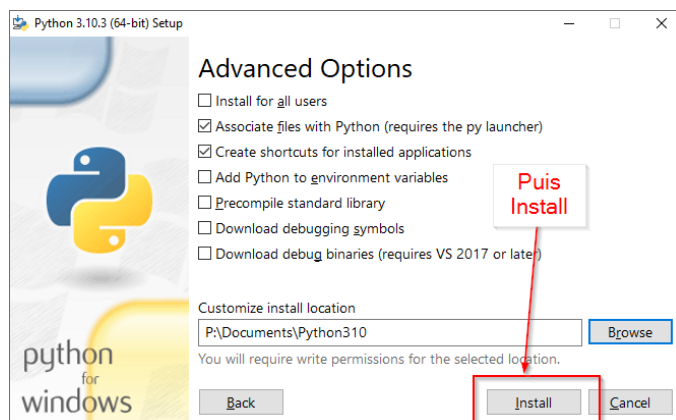 Python 3.10.3 (64-bit) Setup
Advanced Options
Install for all users
Associate files with Python (requires the py launcher)
Create shortcuts for installed applications
Add Python to environment variables
Precompile standard library
Download debugging symbols
Download debug binaries (requires VS 2017 or later)
Puis
Install
Customize install location
P:\Documents\Python310
Browse
You will require write permissions for the selected location.
python
for
windows
Back
Install
Cancel